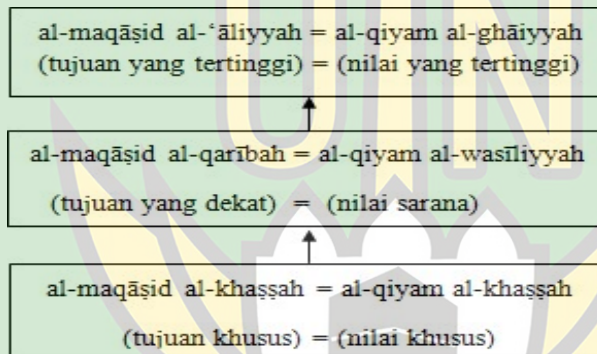 al-maqāṣid al-‘āliyyah = al-qiyam al-ghāiyyah
(tujuan yang tertinggi) = (nilai yang tertinggi)
al-maqāṣid al-qarībah = al-qiyam al-wasīliyyah
(tujuan yang dekat) = (nilai sarana)
al-maqāṣid al-khaṣṣah = al-qiyam al-khaṣṣah
(tujuan khusus) = (nilai khusus)